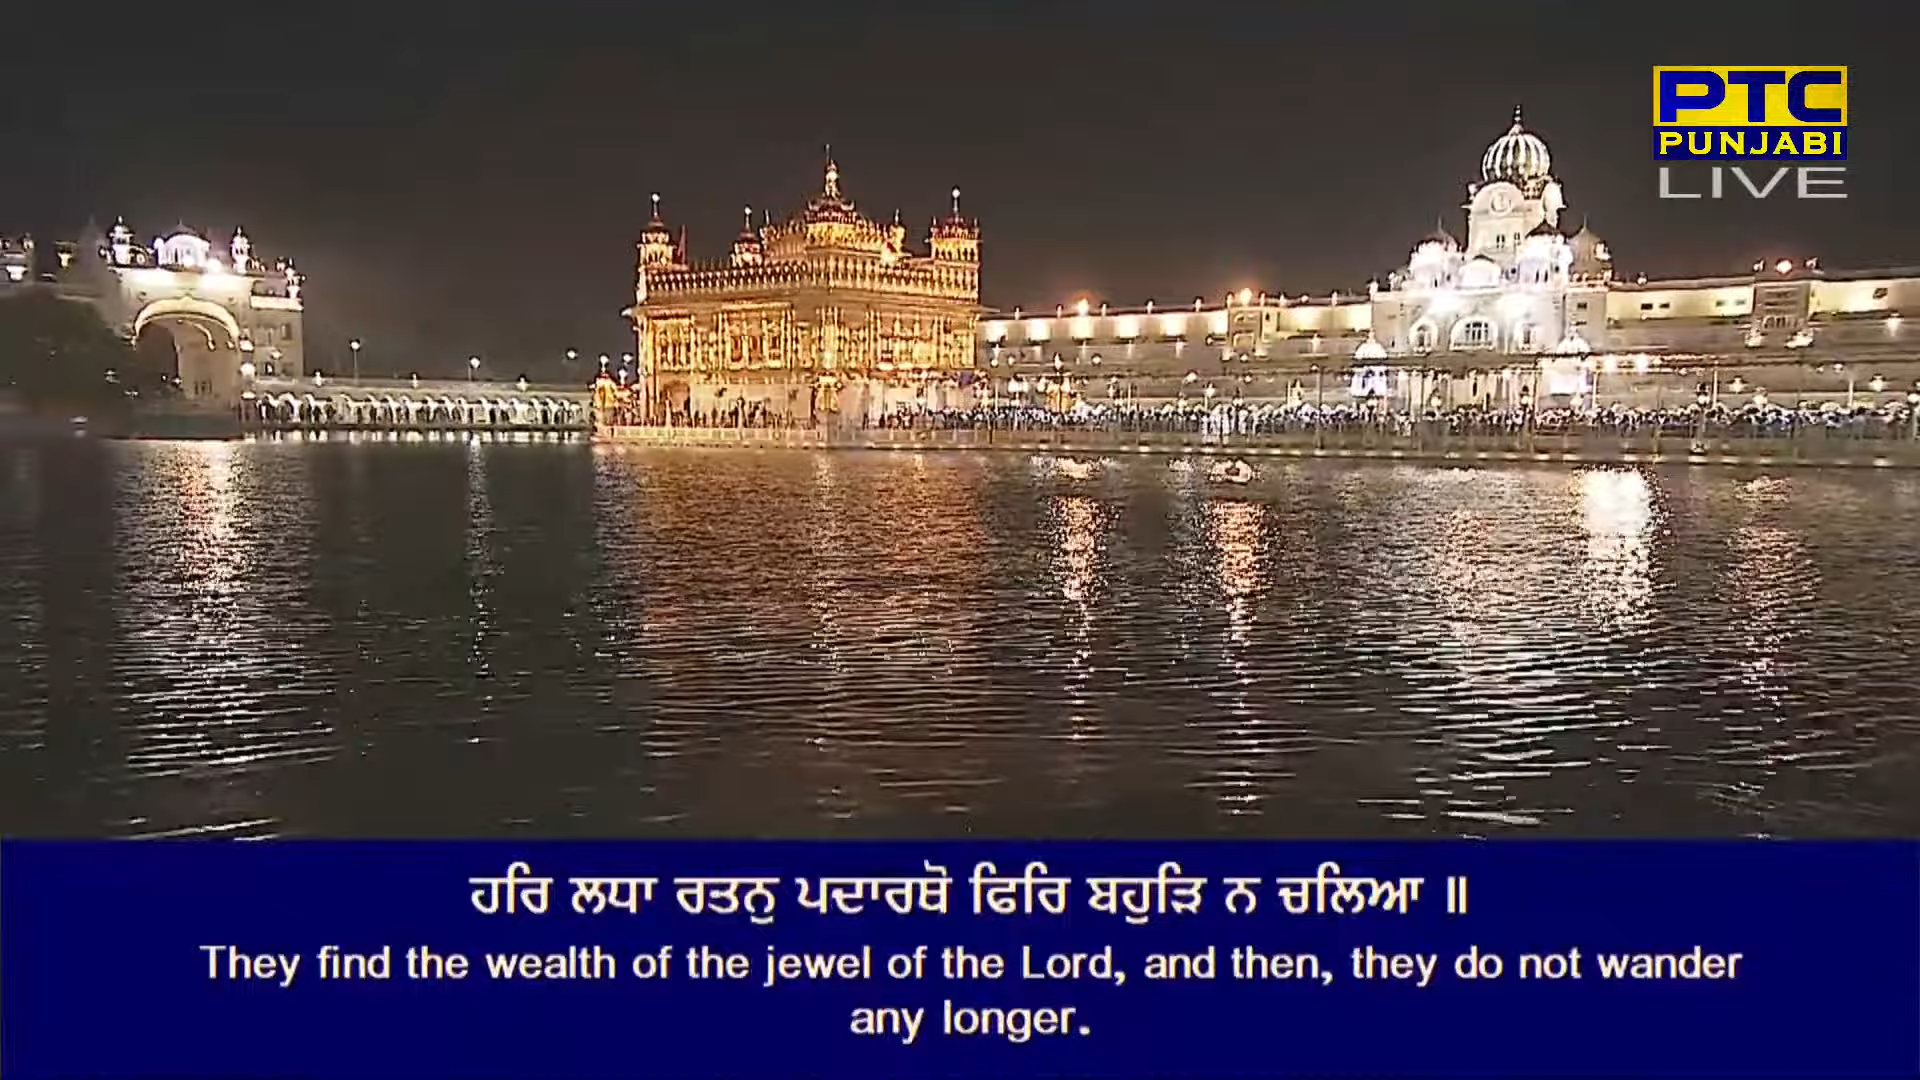 PTC
PUNJABI
LIVE
ਹਰਿ ਲਧਾ ਰਤਨੁ ਪਦਾਰਥੋ ਫਿਰਿ ਬਹੁੜਿ ਨ ਚਲਿਆ ॥
They find the wealth of the jewel of the Lord, and then, they do not wander
any longer.